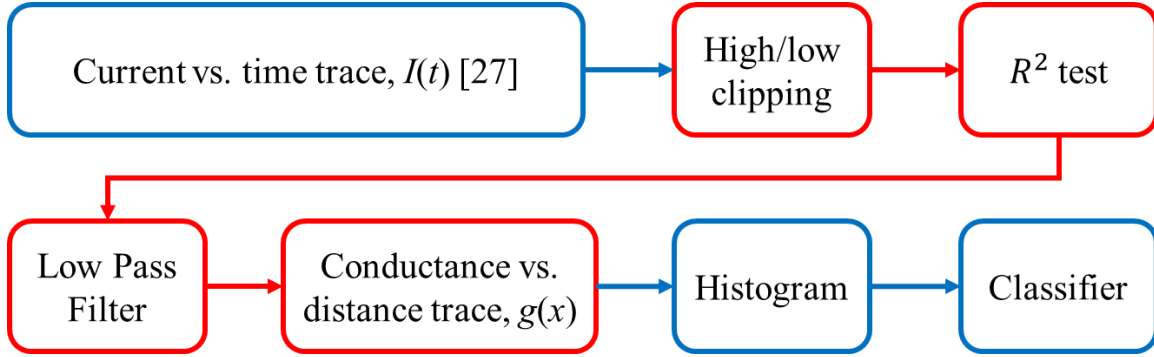 Current vs. time trace, I(t) [27]
High/low
clipping
R² test
Low Pass
Filter
Conductance vs.
distance trace, g(x)
Histogram
Classifier